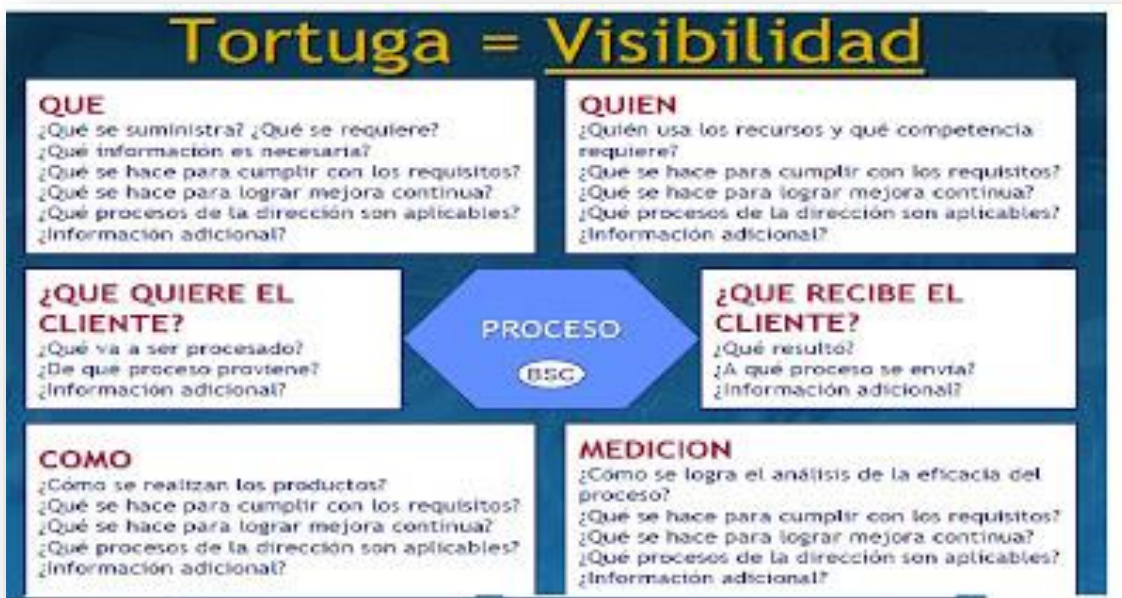 Tortuga = Visibilidad
QUE
¿Qué se suministra? ¿Qué se requiere?
¿Qué información es necesaria?
¿Qué se hace para cumplir con los requisitos?
¿Qué se hace para lograr mejora continua?
¿Qué procesos de la dirección son aplicables?
¿Información adicional?
QUIEN
¿Quién usa los recursos y qué competencia
requiere?
¿Qué se hace para cumplir con los requisitos?
¿Qué se hace para lograr mejora continua?
¿Qué procesos de la dirección son aplicables?
¿Información adicional?
¿QUE QUIERE EL
CLIENTE?
¿Qué va a ser procesado?
¿De que proceso proviene?
¿Información adicional?
PROCESO
BSC
¿QUE RECIBE EL
CLIENTE?
¿Qué resultó?
¿A qué proceso se envía?
¿Información adicional?
COMO
¿Cómo se realizan los productos?
¿Qué se hace para cumplir con los requisitos?
¿Qué se hace para lograr mejora continua?
¿Qué procesos de la dirección son aplicables?
¿Información adicional?
MEDICION
¿Cómo se logra el análisis de la eficacia del
proceso?
¿Qué se hace para cumplir con los requisitos?
¿Qué se hace para lograr mejora continua?
¿Qué procesos de la dirección son aplicables?
¿Información adicional?